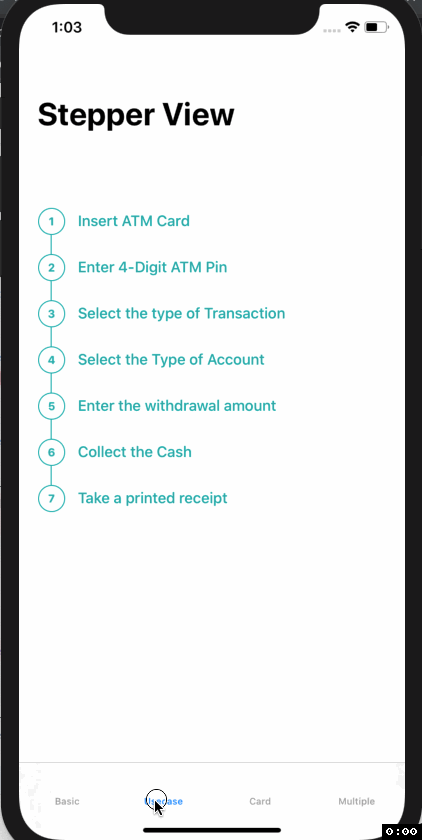 1:03
Stepper View
1 Insert ATM Card
2 Enter 4-Digit ATM Pin
3 Select the type of Transaction
4 Select the Type of Account
5 Enter the withdrawal amount
6 Collect the Cash
7 Take a printed receipt
Basic Usecase Card Multiple
0:00